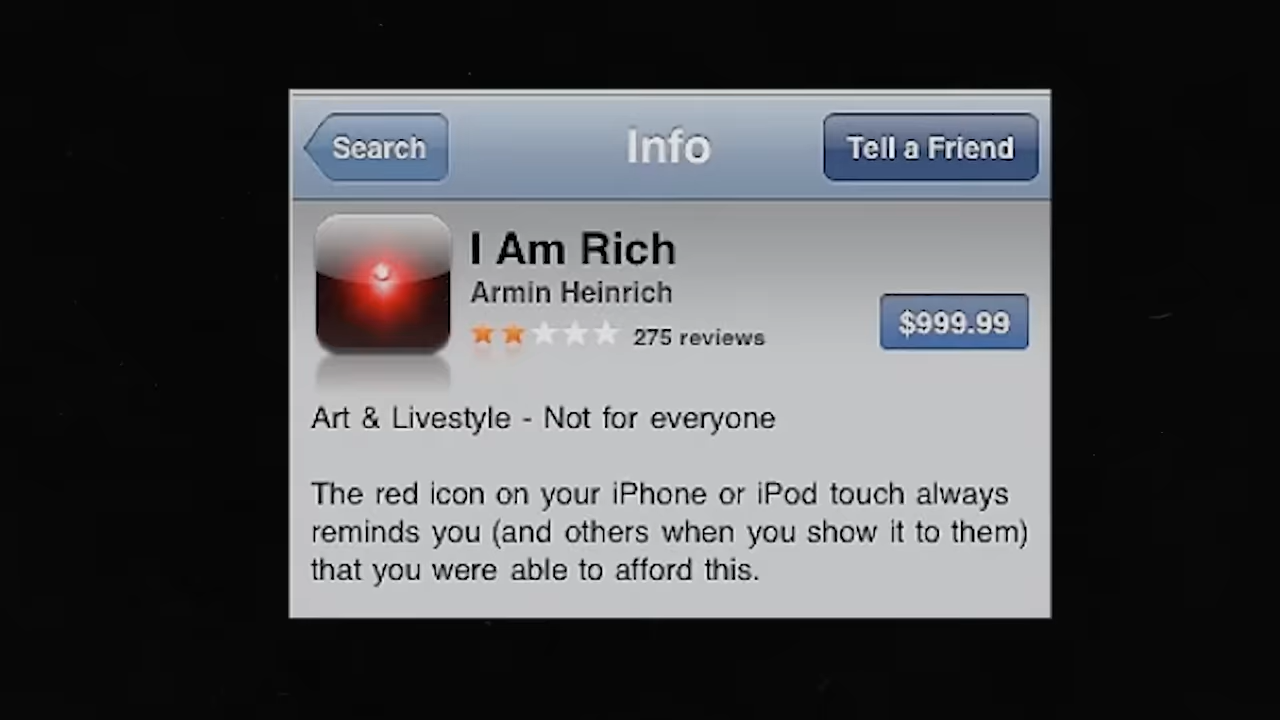 Search
Info
Tell a Friend
I Am Rich
Armin Heinrich
275 reviews
$999.99
Art & Livestyle - Not for everyone
The red icon on your iPhone or iPod touch always
reminds you (and others when you show it to them)
that you were able to afford this.